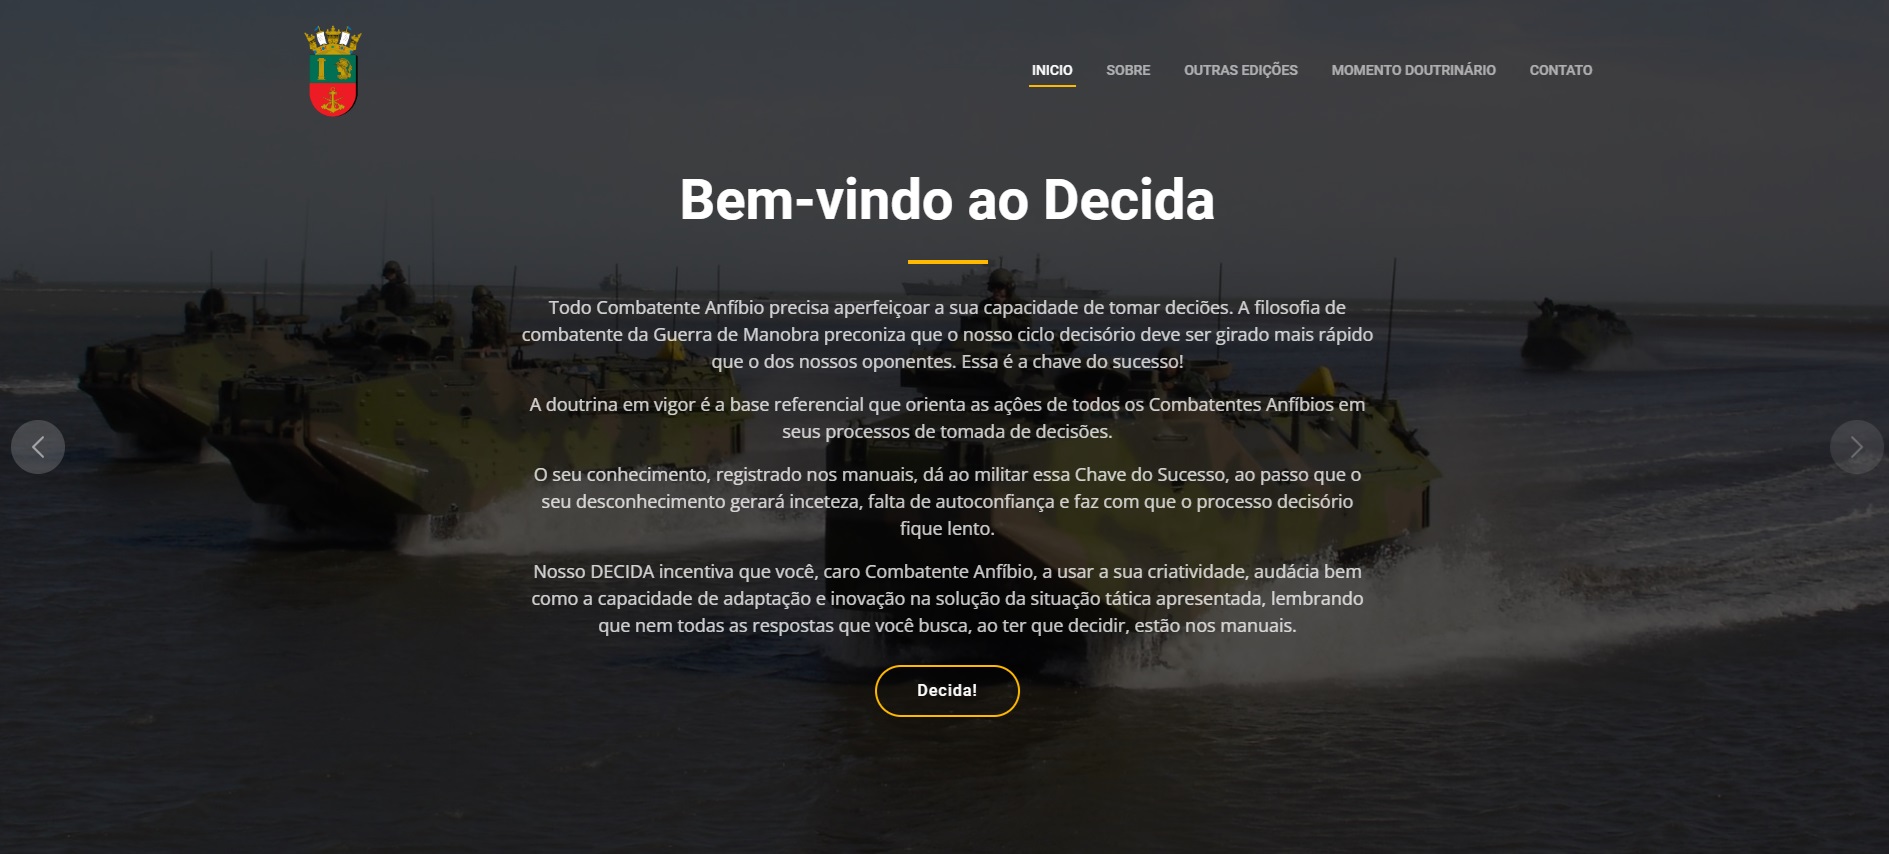 INICIO SOBRE OUTRAS EDIÇÕES MOMENTO DOUTRINÁRIO CONTATO
Bem-vindo ao Decida
Todo Combatente Anfíbio precisa aperfeiçoar a sua capacidade de tomar deciões. A filosofia de
combatente da Guerra de Manobra preconiza que o nosso ciclo decisório deve ser girado mais rápido
que o dos nossos oponentes. Essa é a chave do sucesso!
A doutrina em vigor é a base referencial que orienta as açôes de todos os Combatentes Anfíbios em
seus processos de tomada de decisões.
O seu conhecimento, registrado nos manuais, dá ao militar essa Chave do Sucesso, ao passo que o
seu desconhecimento gerará inceteza, falta de autoconfiança e faz com que o processo decisório
fique lento.
Nosso DECIDA incentiva que você, caro Combatente Anfíbio, a usar a sua criatividade, audácia bem
como a capacidade de adaptação e inovação na solução da situação tática apresentada, lembrando
que nem todas as respostas que você busca, ao ter que decidir, estão nos manuais.
Decida!